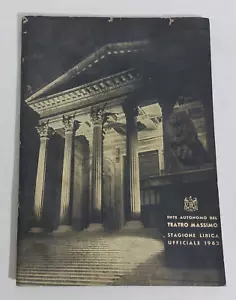 ENTE AUTONOMO DEL
TEATRO MASSIMO
STAGIONE LIRICA
UFFICIALE 1963